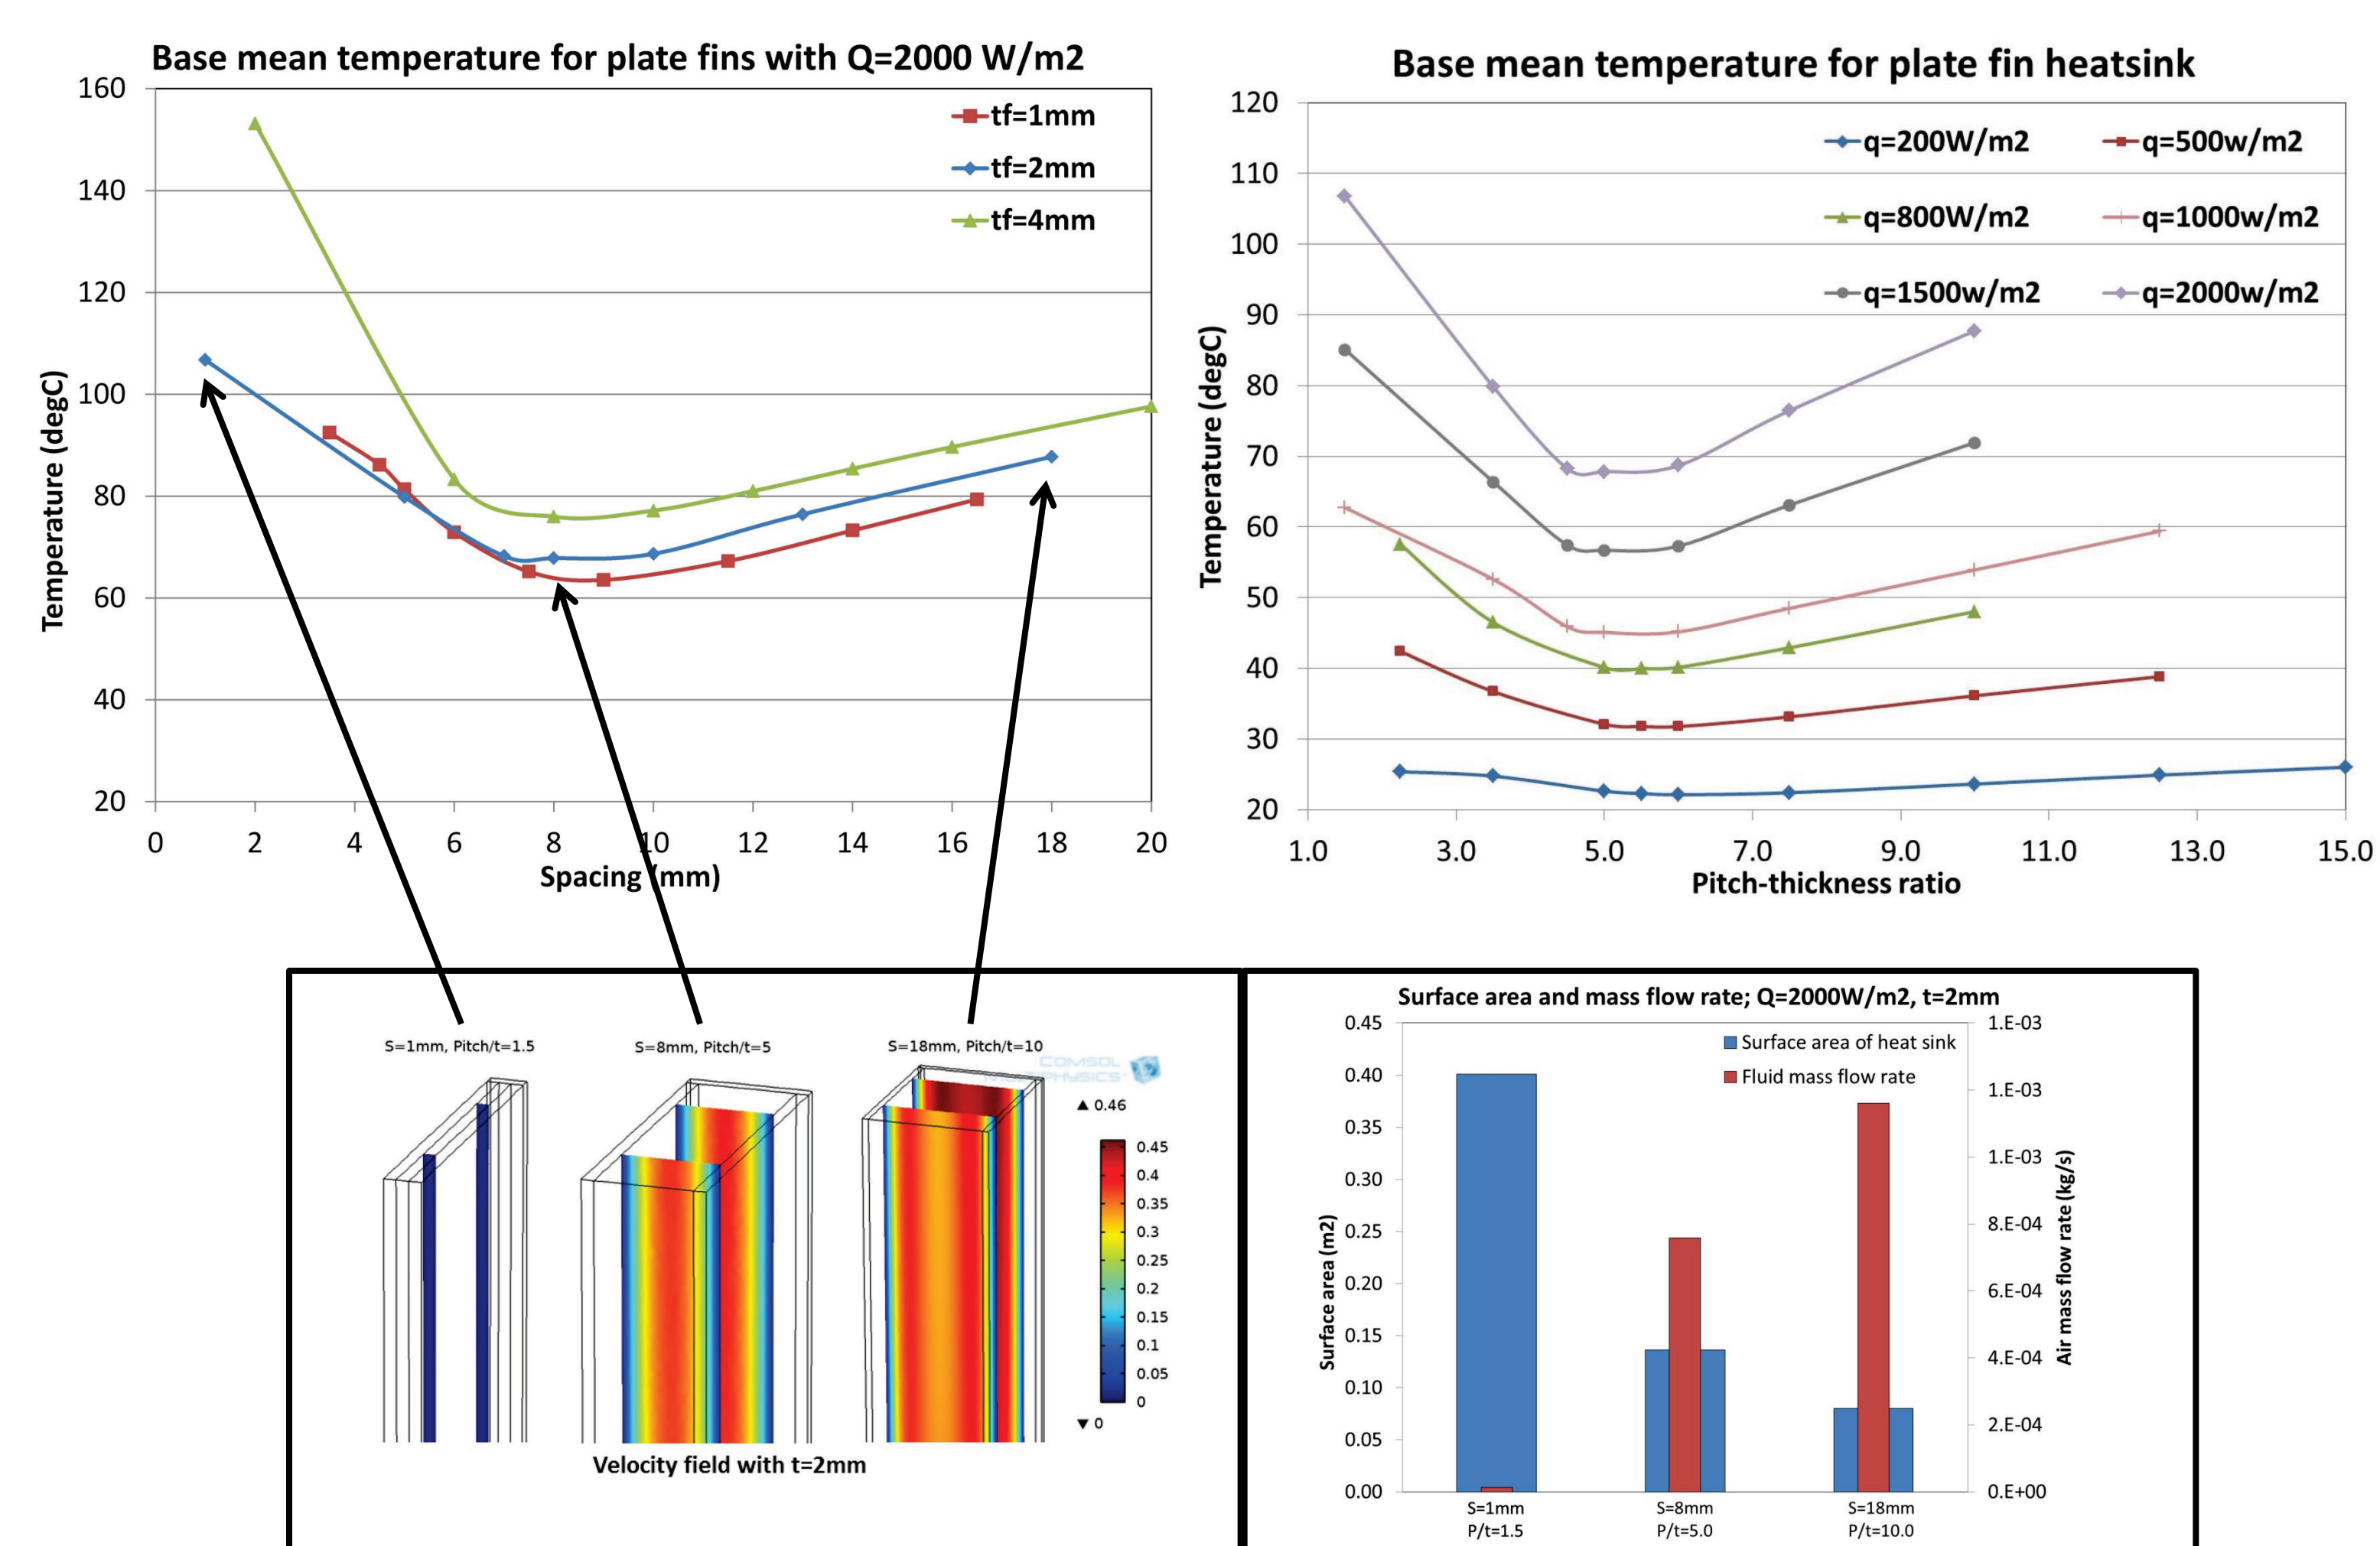 Base mean temperature for plate fins with Q=2000 W/m2
160
140
120
100
80
60
40
20
Temperature (degC)
tf=1mm
tf=2mm
tf=4mm
0 2 4 6 8 10 12 14 16 18 20
Spacing (mm)
Base mean temperature for plate fin heatsink
120
110
100
90
80
70
60
50
40
30
20
Temperature (degC)
q=200W/m2 q=500w/m2
q=800W/m2 q=1000w/m2
q=1500w/m2 q=2000w/m2
1.0 3.0 5.0 7.0 9.0 11.0 13.0 15.0
Pitch-thickness ratio
S=1mm, Pitch/t=1.5 S=8mm, Pitch/t=5 S=18mm, Pitch/t=10
COMSOL
MULTIPHYSICS
▲ 0.46
0.45
0.4
0.35
0.3
0.25
0.2
0.15
0.1
0.05
0
▼ 0
Velocity field with t=2mm
Surface area and mass flow rate; Q=2000W/m2, t=2mm
Surface area of heat sink
Fluid mass flow rate
0.45
0.40
0.35
0.30
0.25
0.20
0.15
0.10
0.05
0.00
Surface area (m2)
1.E-03
1.E-03
1.E-03
8.E-04
6.E-04
4.E-04
2.E-04
0.E+00
Air mass flow rate (kg/s)
S=1mm S=8mm S=18mm
P/t=1.5 P/t=5.0 P/t=10.0